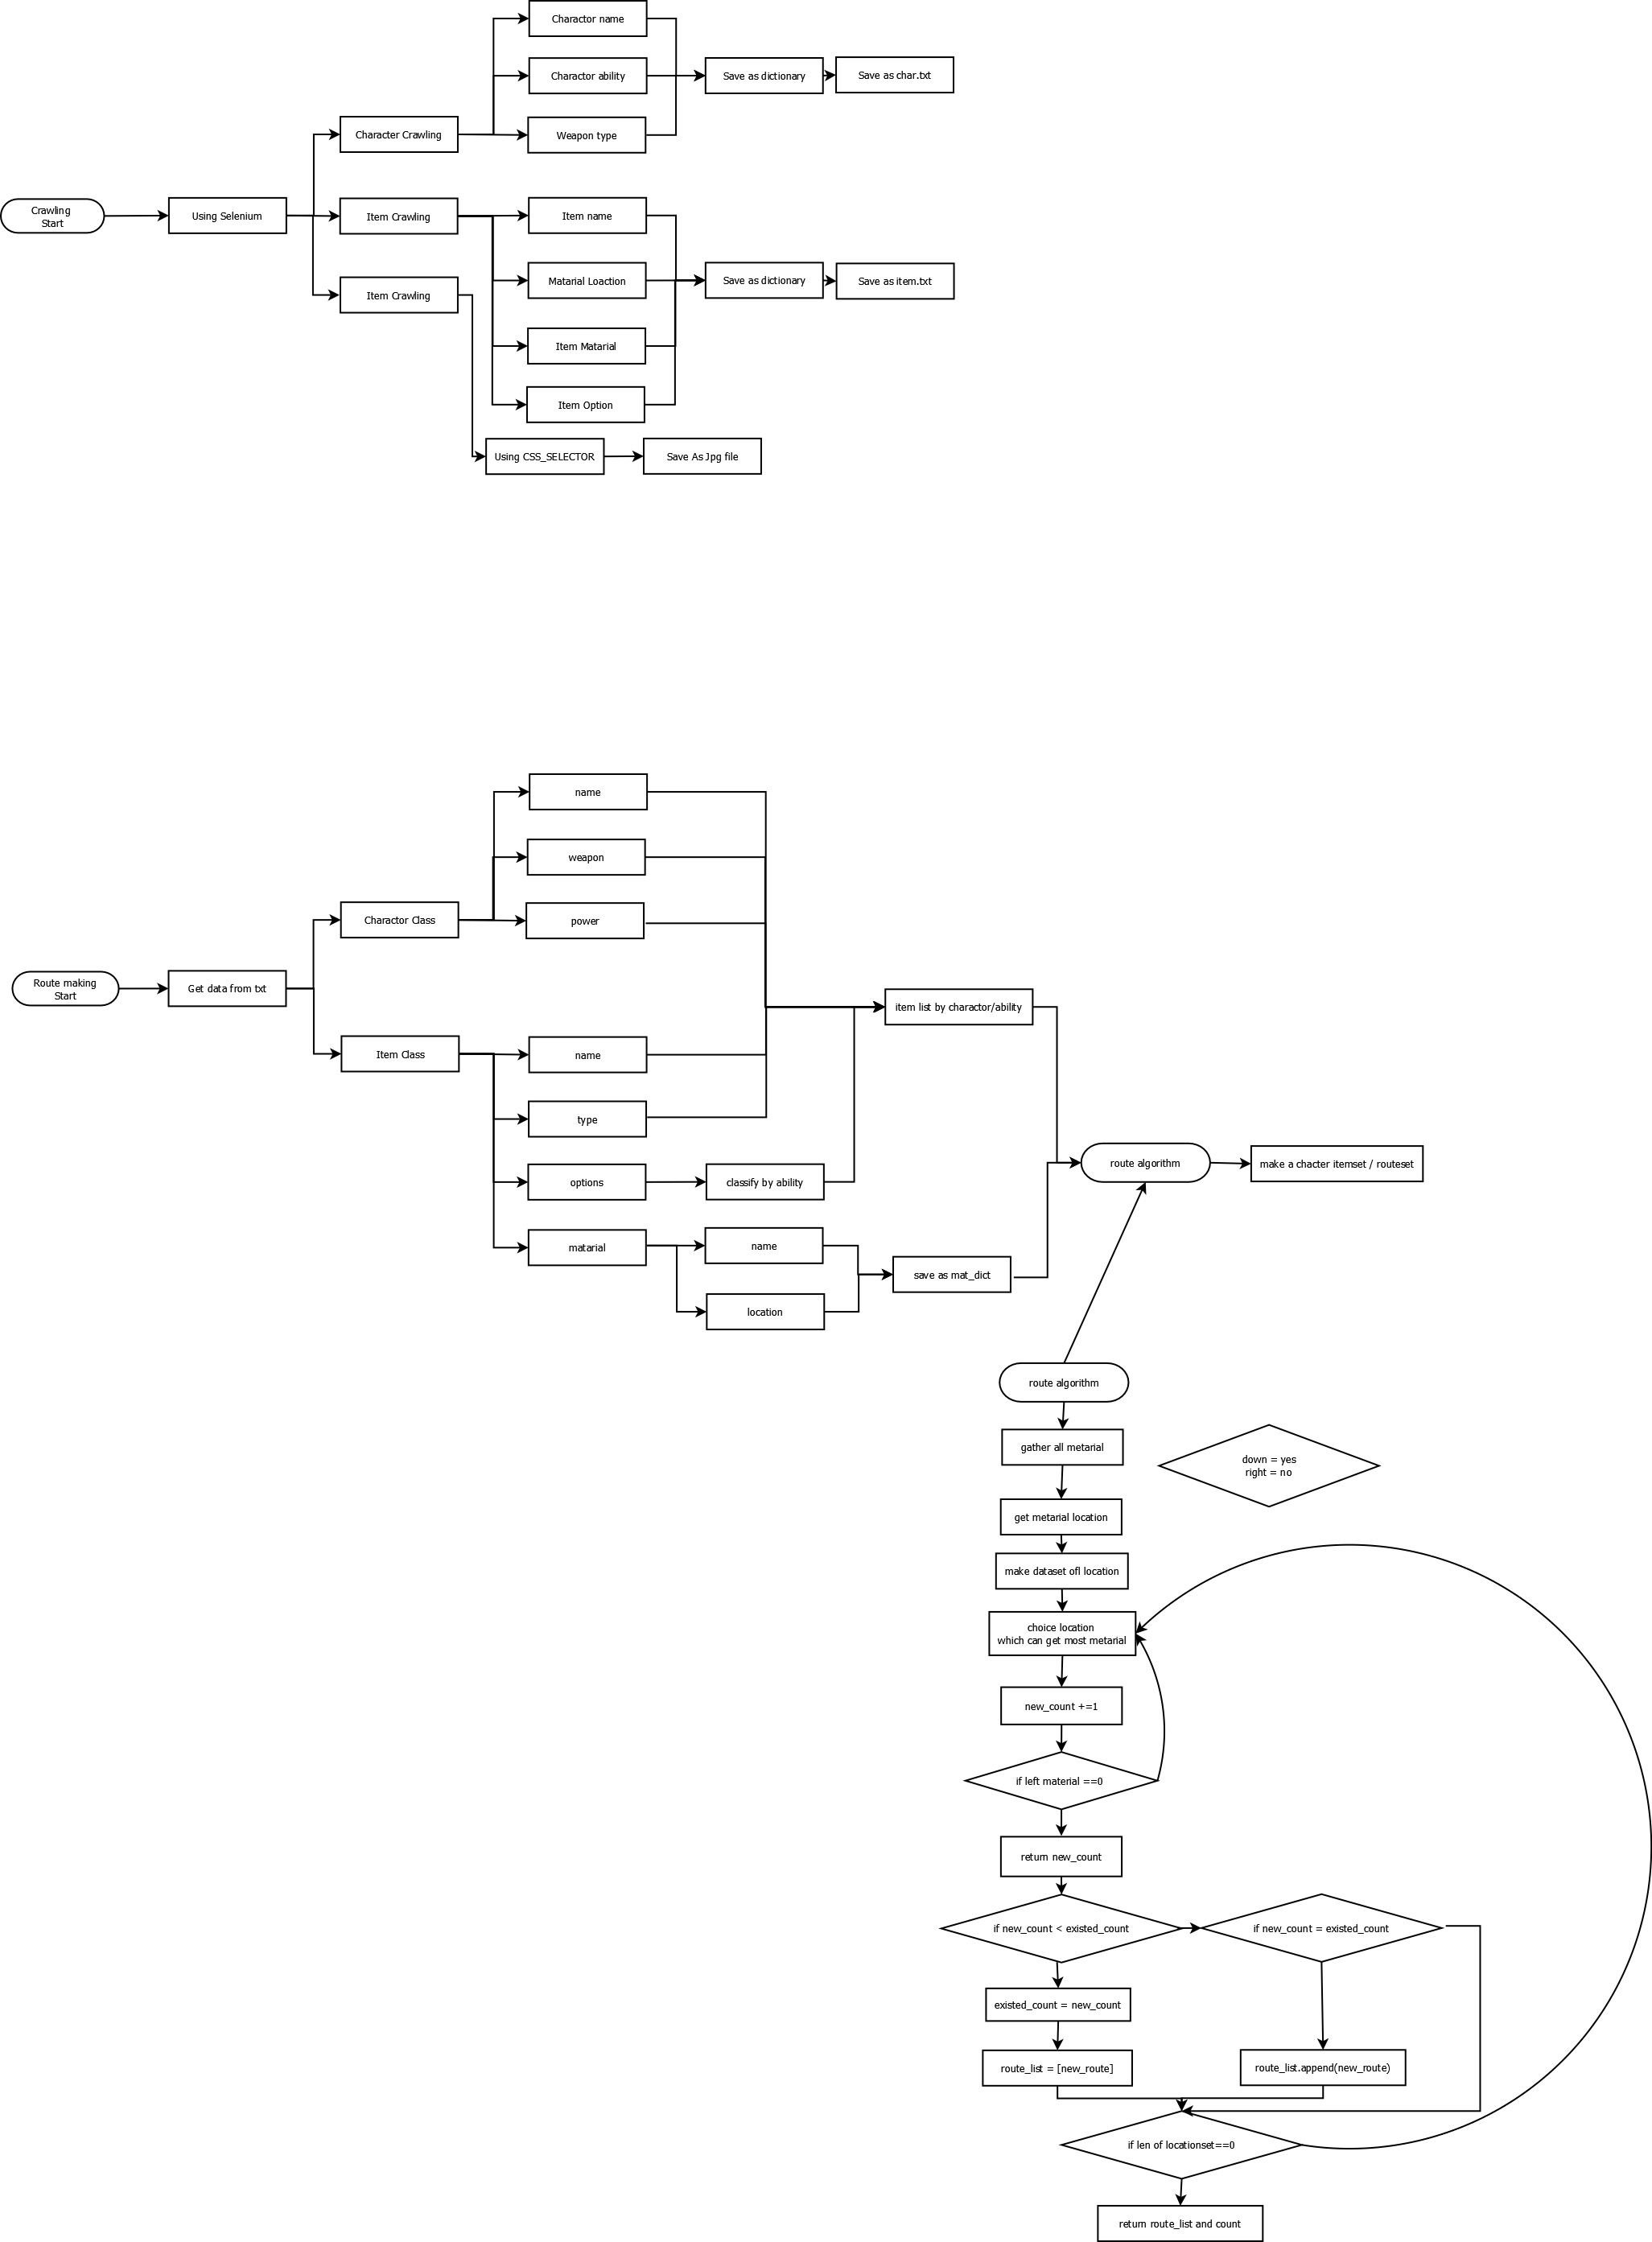 Charactor name
Charactor ability
Save as dictionary
Save as char.txt
Character Crawling
Weapon type
Crawling
Start
Using Selenium
Item Crawling
Item name
Matarial Loaction
Save as dictionary
Save as item.txt
Item Crawling
Item Matarial
Item Option
Using CSS_SELECTOR
Save As Jpg file
name
weapon
Charactor Class
power
Route making
Start
Get data from txt
item list by charactor/ability
Item Class
name
type
route algorithm
make a chacter itemset / routeset
options
classify by ability
matarial
name
save as mat_dict
location
route algorithm
gather all metarial
down = yes
right = no
get metarial location
make dataset ofl location
choice location
which can get most metarial
new_count +=1
if left material ==0
return new_count
if new_count < existed_count
if new_count = existed_count
existed_count = new_count
route_list = [new_route]
route_list.append(new_route)
if len of locationset==0
return route_list and count